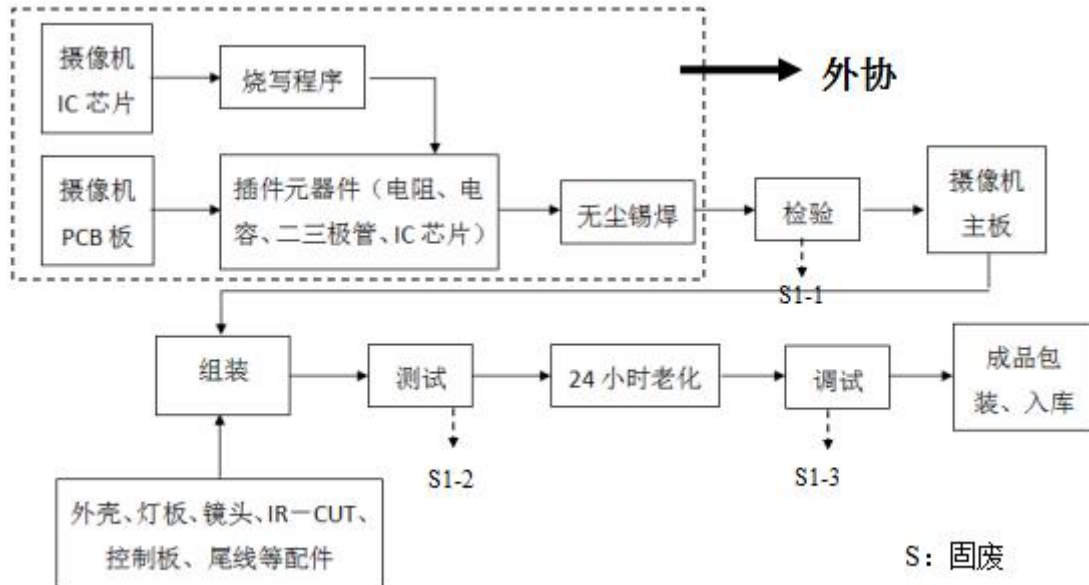 摄像机
IC 芯片
烧写程序
外协
摄像机
PCB 板
插件元器件（电阻、电
容、二三极管、IC 芯片）
无尘锡焊
检验
摄像机
主板
S1-1
组装
测试
24 小时老化
调试
成品包
装、入库
S1-2
S1-3
外壳、灯板、镜头、IR－CUT、
控制板、尾线等配件
S：固废